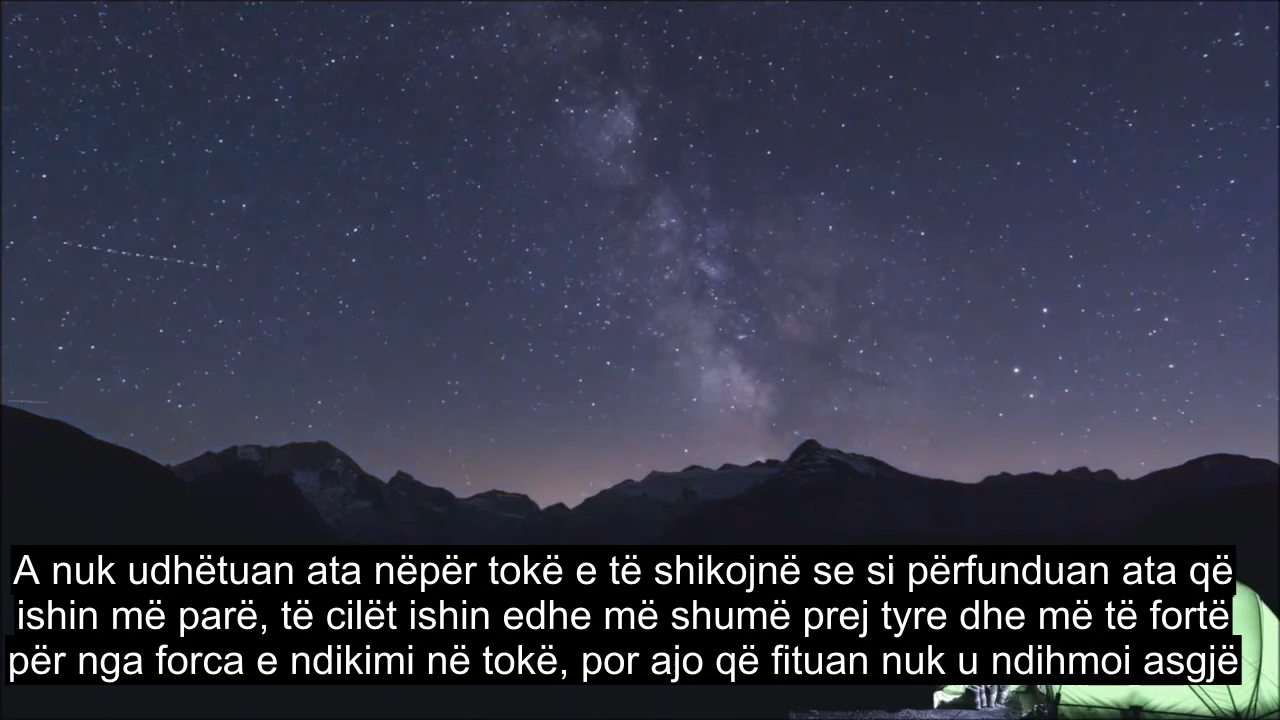 A nuk udhëtuan ata nëpër tokë e të shikojnë se si përfunduan ata që
ishin më parë, të cilët ishin edhe më shumë prej tyre dhe më të fortë
për nga forca e ndikimi në tokë, por ajo që fituan nuk u ndihmoi asgjë